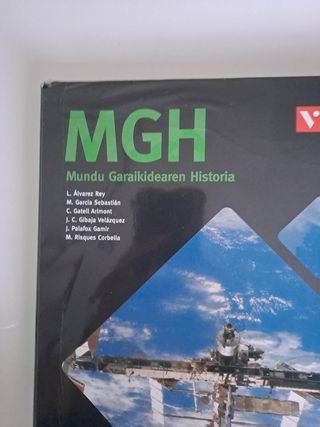 MGH
Mundu Garaikidearen Historia
L. Álvarez Rey
M. García Sebastián
C. Gatell Arimont
J. C. Gibaja Velázquez
J. Palafox Gamir
M. Risques Corbella